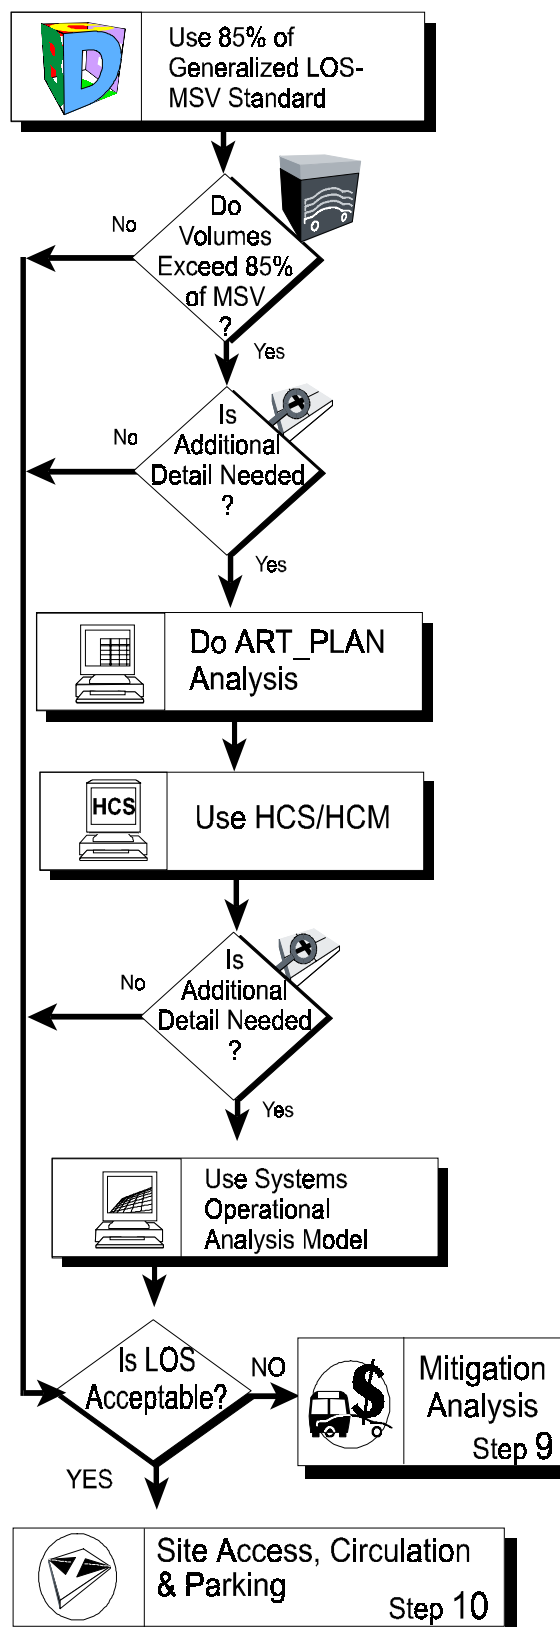 D
Use 85% of
Generalized LOS-
MSV Standard
Do
Volumes
Exceed 85%
of MSV
?
No
Yes
Is
Additional
Detail Needed
?
No
Yes
Do ART_PLAN
Analysis
HCS
Use HCS/HCM
Is
Additional
Detail Needed
?
No
Yes
Use Systems
Operational
Analysis Model
Is LOS
Acceptable?
NO
$
Mitigation
Analysis
Step 9
YES
Site Access, Circulation
& Parking
Step 10